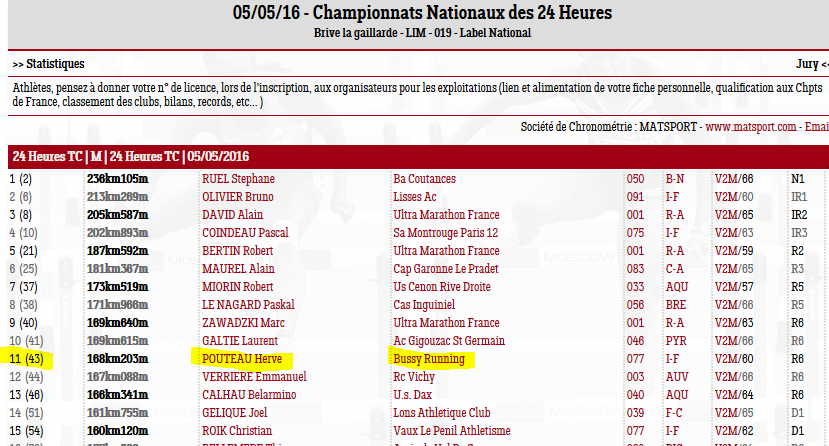 05/05/16 - Championnats Nationaux des 24 Heures
Brive la gaillarde - LIM - 019 - Label National
>> Statistiques Jury <<
Athlètes, pensez à donner votre n° de licence, lors de l'inscription, aux organisateurs pour les exploitations (lien et alimentation de votre fiche personnelle, qualification aux Chpts
de France, classement des clubs, bilans, records, etc... )
Société de Chronométrie : MATSPORT - www.matsport.com - Emai
24 Heures TC | M | 24 Heures TC | 05/05/2016
1 (2) 236km105m RUEL Stephane Ba Coutances 050 B-N V2M/66 N1
2 (6) 213km269m OLIVIER Bruno Lisses Ac 091 I-F V2M/60 IR1
3 (8) 205km587m DAVID Alain Ultra Marathon France 001 R-A V2M/65 IR2
4 (10) 202km893m COINDEAU Pascal Sa Montrouge Paris 12 075 I-F V2M/63 IR3
5 (21) 187km592m BERTIN Robert Ultra Marathon France 001 R-A V2M/59 R2
6 (25) 181km367m MAUREL Alain Cap Garonne Le Pradet 083 C-A V2M/65 R3
7 (37) 173km519m MIORIN Robert Us Cenon Rive Droite 033 AQU V2M/57 R5
8 (38) 171km966m LE NAGARD Paskal Cas Inguiniel 056 BRE V2M/66 R5
9 (40) 169km640m ZAWADZKI Marc Ultra Marathon France 001 R-A V2M/63 R6
10 (41) 169km615m GALTIE Laurent Ac Gigouzac St Germain 046 PYR V2M/66 R6
11 (43) 168km203m POUTEAU Herve Bussy Running 077 I-F V2M/60 R6
12 (44) 167km088m VERRIERE Emmanuel Rc Vichy 003 AUV V2M/66 R6
13 (46) 166km341m CALHAU Belarmino U.s. Dax 040 AQU V2M/64 R6
14 (51) 161km755m GELIQUE Joel Lons Athletique Club 039 F-C V2M/65 D1
15 (54) 160km120m ROIK Christian Vaux Le Penil Athletisme 077 I-F V2M/62 D1